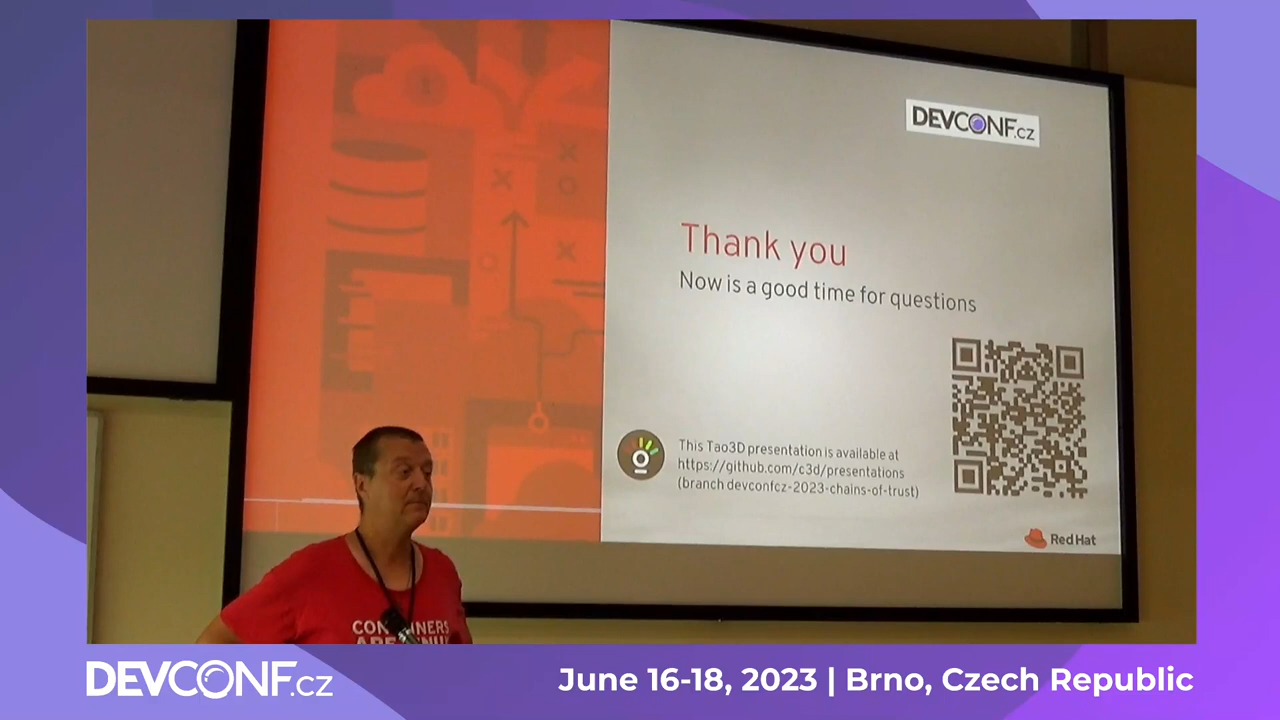 DEVCONF.cz
Thank you
Now is a good time for questions
This Tao3D presentation is available at
https://github.com/c3d/presentations
(branch devconfcz-2023-chains-of-trust)
Red Hat
DEVCONF.cz
June 16-18, 2023 | Brno, Czech Republic